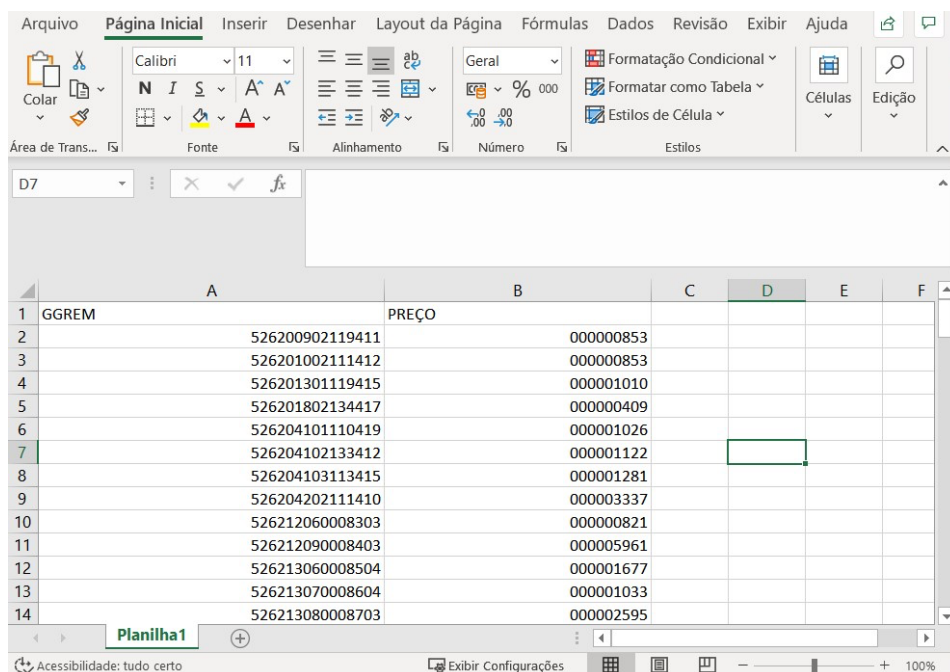 Arquivo Página Inicial Inserir Desenhar Layout da Página Fórmulas Dados Revisão Exibir Ajuda
Colar
Calibri 11
N I S A A
A
ab
Geral
% 000
,00 ,00
Formatação Condicional
Formatar como Tabela
Estilos de Célula
Células
Edição
Área de Trans... Fonte Alinhamento Número Estilos
D7 fx
A B C D E F
1 GGREM PREÇO
2 526200902119411 000000853
3 526201002111412 000000853
4 526201301119415 000001010
5 526201802134417 000000409
6 526204101110419 000001026
7 526204102133412 000001122
8 526204103113415 000001281
9 526204202111410 000003337
10 526212060008303 000000821
11 526212090008403 000005961
12 526213060008504 000001677
13 526213070008604 000001033
14 526213080008703 000002595
Planilha1
Acessibilidade: tudo certo Exibir Configurações 100%